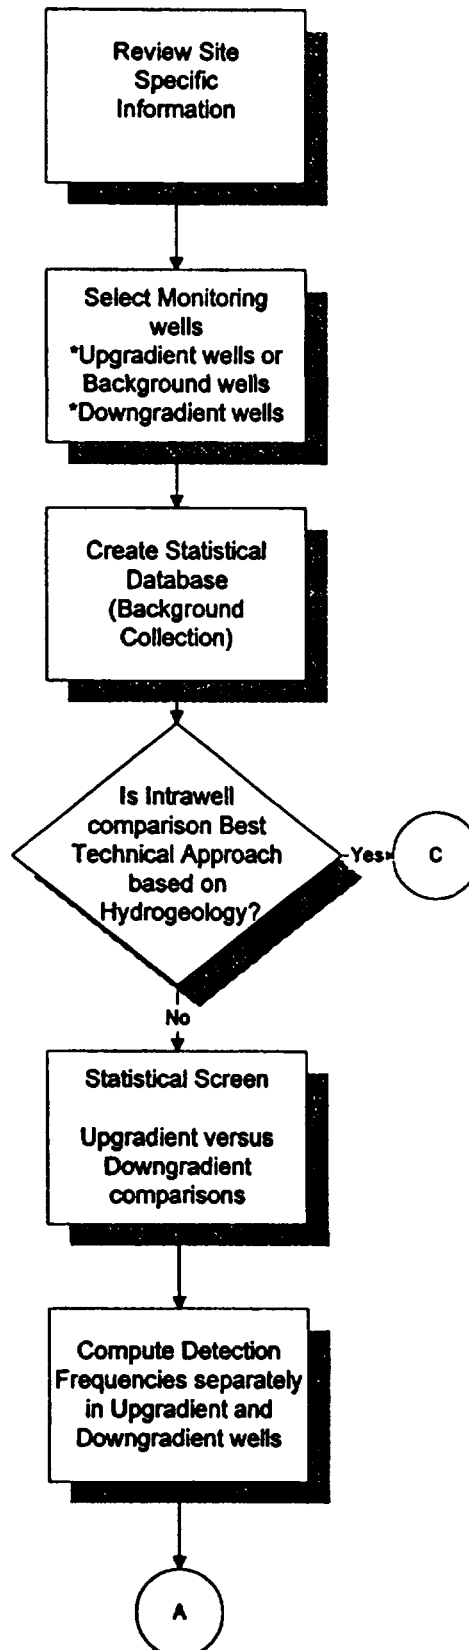 Review Site
Specific
Information
Select Monitoring
wells
*Upgradient wells or
Background wells
*Downgradient wells
Create Statistical
Database
(Background
Collection)
Is Intrawell
comparison Best
Technical Approach
based on
Hydrogeology?
Yes
C
No
Statistical Screen
Upgradient versus
Downgradient
comparisons
Compute Detection
Frequencies separately
in Upgradient and
Downgradient wells
A